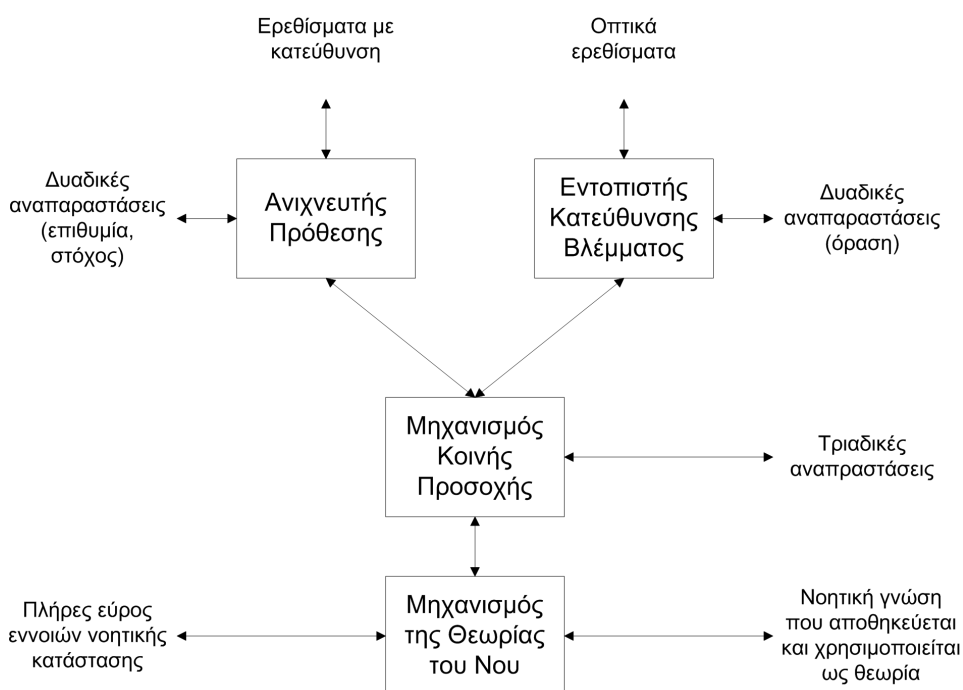 Ερεθίσματα με
κατεύθυνση
Οπτικά
ερεθίσματα
Δυαδικές
αναπαραστάσεις
(επιθυμία,
στόχος)
Ανιχνευτής
Πρόθεσης
Εντοπιστής
Κατεύθυνσης
Βλέμματος
Δυαδικές
αναπαραστάσεις
(όραση)
Μηχανισμός
Κοινής
Προσοχής
Τριαδικές
αναπραστάσεις
Πλήρες εύρος
εννοιών νοητικής
κατάστασης
Μηχανισμός
της Θεωρίας
του Νου
Νοητική γνώση
που αποθηκεύεται
και χρησιμοποιείται
ως θεωρία